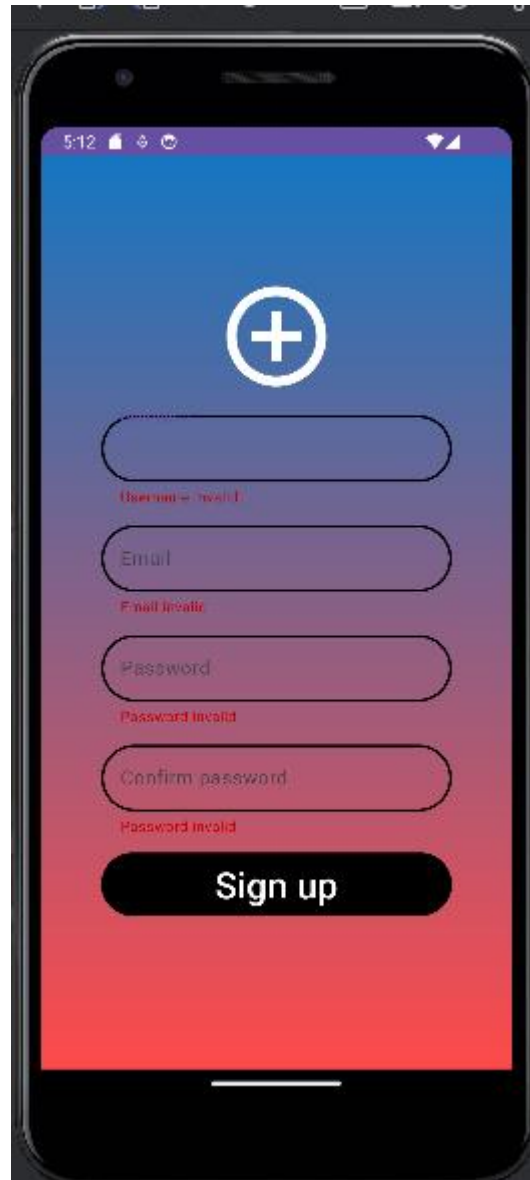 5:12
Username invalid
Email
Email invalid
Password
Password invalid
Confirm password
Password invalid
Sign up